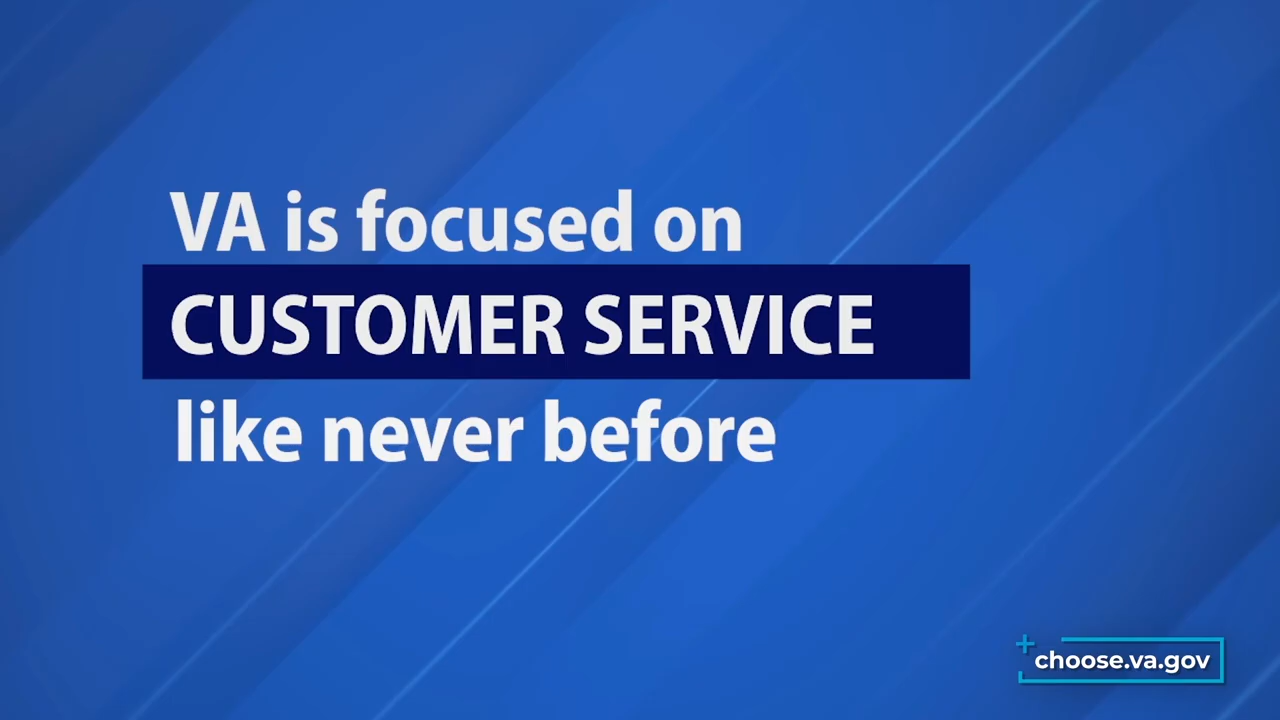 VA is focused on
CUSTOMER SERVICE
like never before
choose.va.gov